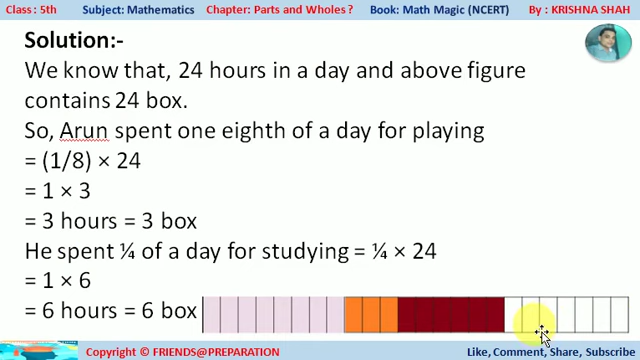 Class : 5th Subject: Mathematics Chapter: Parts and Wholes ? Book: Math Magic (NCERT) By : KRISHNA SHAH
Solution:-
We know that, 24 hours in a day and above figure
contains 24 box.
So, Arun spent one eighth of a day for playing
= (1/8) × 24
= 1 × 3
= 3 hours = 3 box
He spent ¼ of a day for studying = ¼ × 24
= 1 × 6
= 6 hours = 6 box
Copyright © FRIENDS@PREPARATION Like, Comment, Share, Subscribe